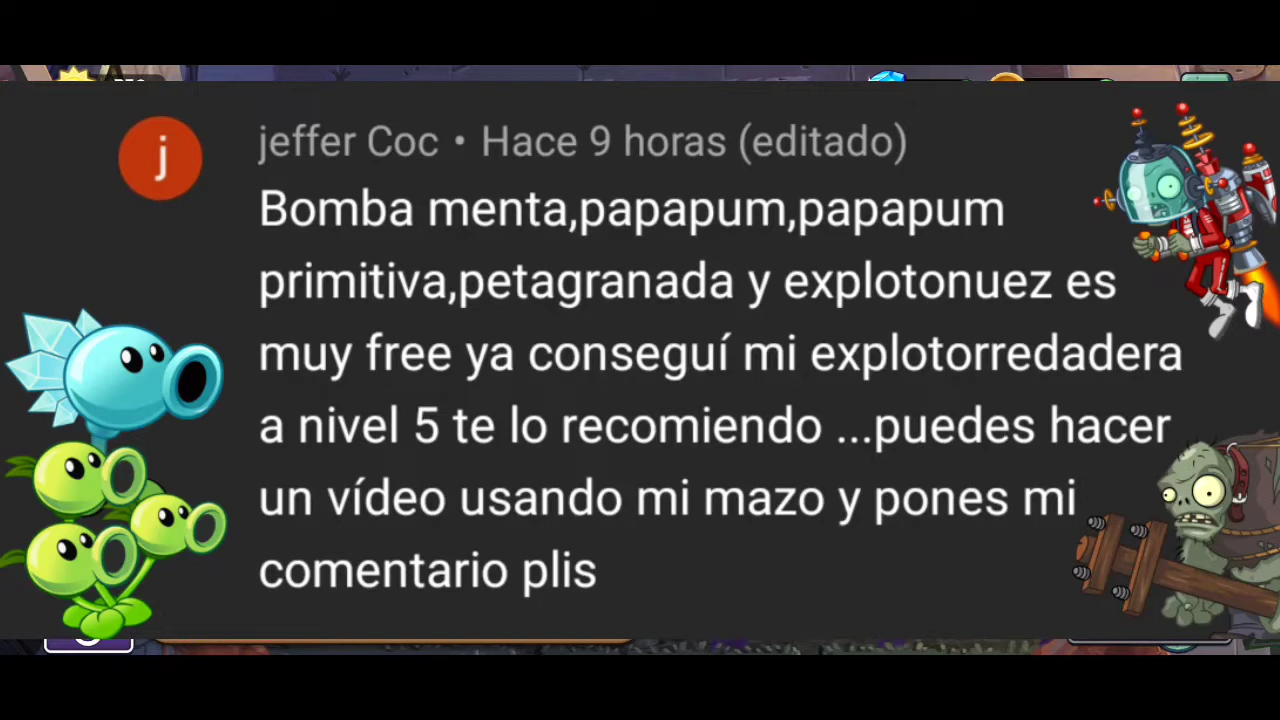 j
jeffer Coc • Hace 9 horas (editado)
Bomba menta,papapum,papapum
primitiva,petagranada y explotonuez es
muy free ya conseguí mi explotorredadera
a nivel 5 te lo recomiendo ...puedes hacer
un vídeo usando mi mazo y pones mi
comentario plis